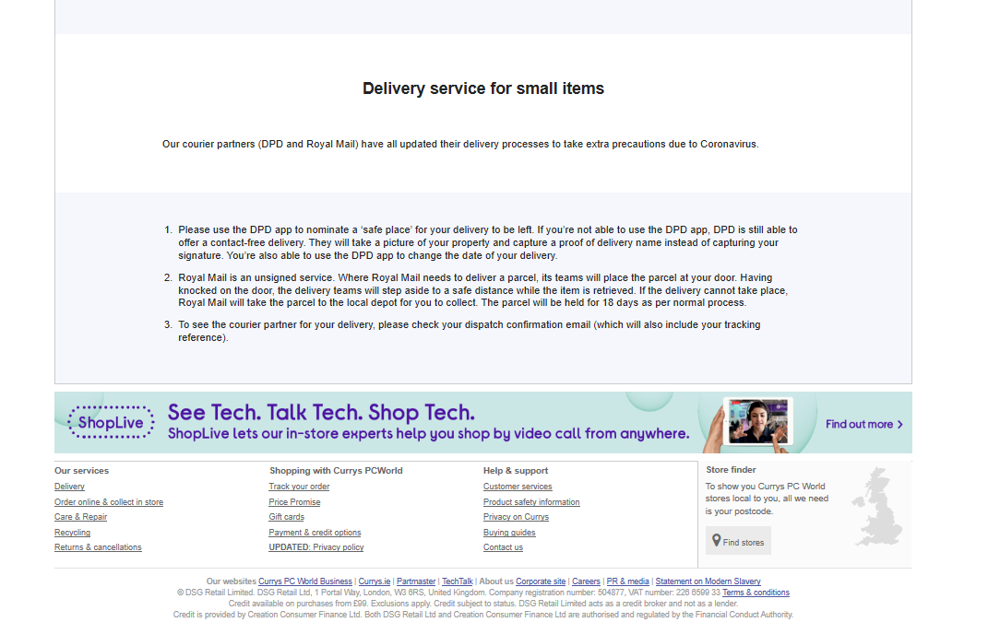 Delivery service for small items
Our courier partners (DPD and Royal Mail) have all updated their delivery processes to take extra precautions due to Coronavirus.
1. Please use the DPD app to nominate a ‘safe place’ for your delivery to be left. If you’re not able to use the DPD app, DPD is still able to
offer a contact-free delivery. They will take a picture of your property and capture a proof of delivery name instead of capturing your
signature. You’re also able to use the DPD app to change the date of your delivery.
2. Royal Mail is an unsigned service. Where Royal Mail needs to deliver a parcel, its teams will place the parcel at your door. Having
knocked on the door, the delivery teams will step aside to a safe distance while the item is retrieved. If the delivery cannot take place,
Royal Mail will take the parcel to the local depot for you to collect. The parcel will be held for 18 days as per normal process.
3. To see the courier partner for your delivery, please check your dispatch confirmation email (which will also include your tracking
reference).
ShopLive
See Tech. Talk Tech. Shop Tech.
ShopLive lets our in-store experts help you shop by video call from anywhere.
Find out more >
Our services
Delivery
Order online & collect in store
Care & Repair
Recycling
Returns & cancellations
Shopping with Currys PCWorld
Track your order
Price Promise
Gift cards
Payment & credit options
UPDATED: Privacy policy
Help & support
Customer services
Product safety information
Privacy on Currys
Buying guides
Contact us
Store finder
To show you Currys PC World
stores local to you, all we need
is your postcode.
Find stores
Our websites Currys PC World Business | Currys.ie | Partmaster | TechTalk | About us Corporate site | Careers | PR & media | Statement on Modern Slavery
© DSG Retail Limited. DSG Retail Ltd, 1 Portal Way, London, W3 6RS, United Kingdom. Company registration number: 504877, VAT number: 226 6599 33 Terms & conditions
Credit available on purchases from £99. Exclusions apply. Credit subject to status. DSG Retail Limited acts as a credit broker and not as a lender.
Credit is provided by Creation Consumer Finance Ltd. Both DSG Retail Ltd and Creation Consumer Finance Ltd are authorised and regulated by the Financial Conduct Authority.